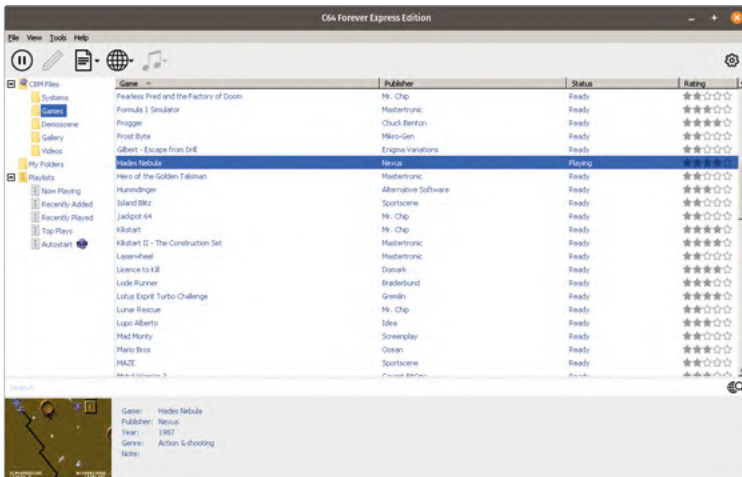 C64 Forever Express Edition
File View Tools Help
Game Publisher Status Rating
CBM Files
Systems
Games
Demoscene
Gallery
Videos
My Folders
Playlists
Now Playing
Recently Added
Recently Played
Top Plays
Autostart
Fearless Fred and the Factory of Doom Mr. Chip Ready
Formula 1 Simulator Mastertronic Ready
Frogger Chuck Benton Ready
Frost Byte Mikro-Gen Ready
Gilbert - Escape from Drill Enigma Variations Ready
Hades Nebula Nexus Playing
Hero of the Golden Talisman Mastertronic Ready
Hummdinger Alternative Software Ready
Island Blitz Sportscene Ready
Jackpot 64 Mr. Chip Ready
Kikstart Mr. Chip Ready
Kikstart II - The Construction Set Mastertronic Ready
Laserwheel Mastertronic Ready
Licence to Kill Domark Ready
Lode Runner Brøderbund Ready
Lotus Esprit Turbo Challenge Gremlin Ready
Lunar Rescue Mr. Chip Ready
Lupo Alberto Idea Ready
Mad Monty Screenplay Ready
Mario Bros Ocean Ready
MAZE Sportscene Ready
Search
Game: Hades Nebula
Publisher: Nexus
Year: 1987
Genre: Action & shooting
Note: